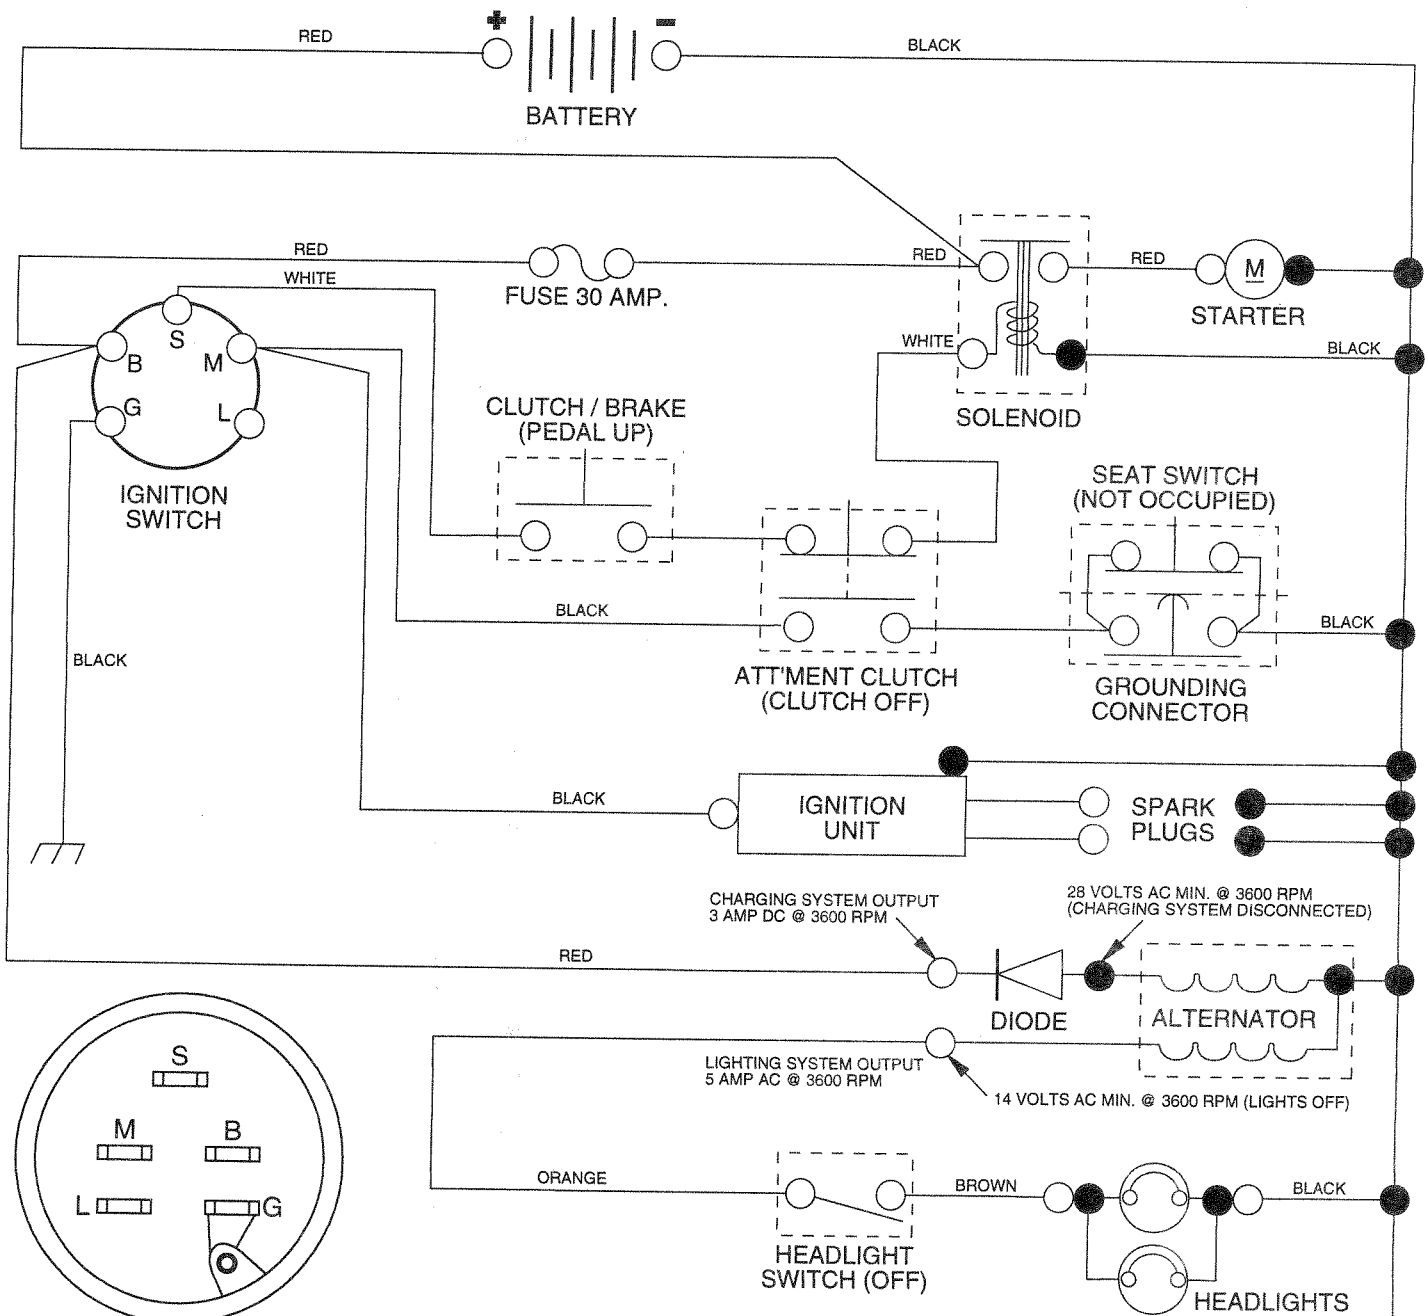 +
−
RED
BLACK
BATTERY
RED
WHITE
FUSE 30 AMP.
RED
RED
M
STARTER
S
B
M
G
L
IGNITION
SWITCH
WHITE
BLACK
SOLENOID
CLUTCH / BRAKE
(PEDAL UP)
SEAT SWITCH
(NOT OCCUPIED)
BLACK
BLACK
BLACK
ATT'MENT CLUTCH
(CLUTCH OFF)
GROUNDING
CONNECTOR
BLACK
IGNITION
UNIT
SPARK
PLUGS
CHARGING SYSTEM OUTPUT
3 AMP DC @ 3600 RPM
28 VOLTS AC MIN. @ 3600 RPM
(CHARGING SYSTEM DISCONNECTED)
RED
DIODE
ALTERNATOR
LIGHTING SYSTEM OUTPUT
5 AMP AC @ 3600 RPM
14 VOLTS AC MIN. @ 3600 RPM (LIGHTS OFF)
S
M
B
L
G
ORANGE
BROWN
BLACK
HEADLIGHT
SWITCH (OFF)
HEADLIGHTS